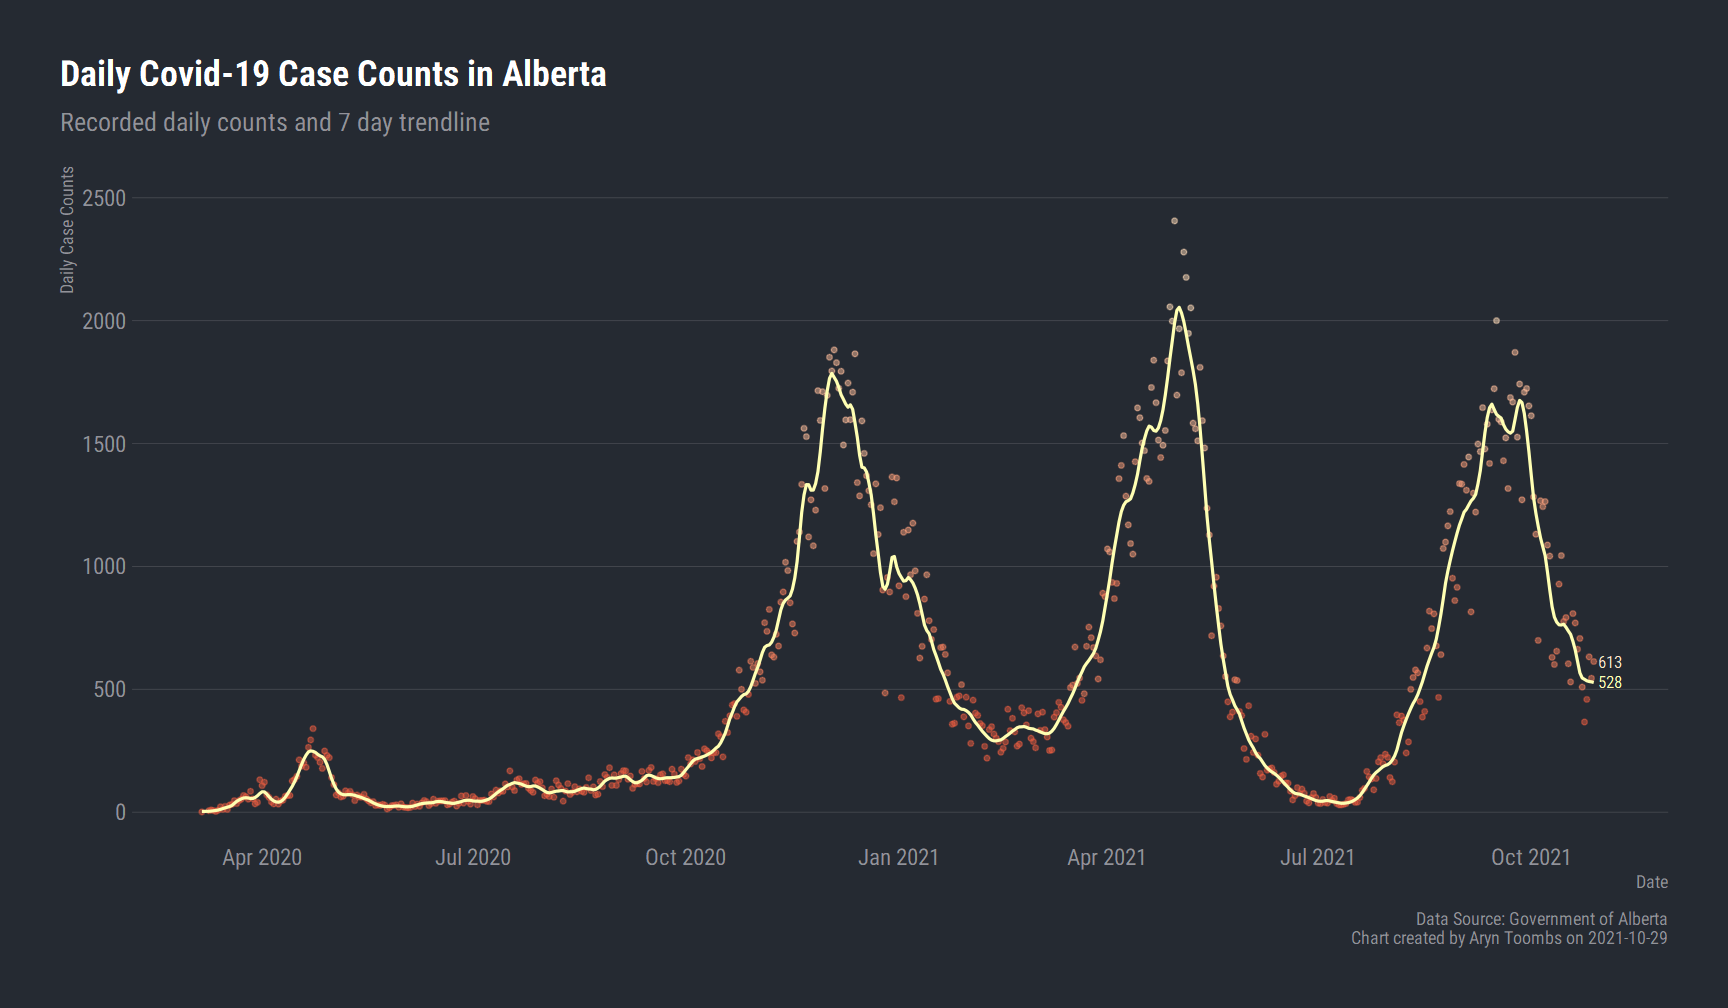 Daily Covid-19 Case Counts in Alberta
Recorded daily counts and 7 day trendline
Daily Case Counts
2500
2000
1500
1000
500
0
613
528
Apr 2020
Jul 2020
Oct 2020
Jan 2021
Apr 2021
Jul 2021
Oct 2021
Date
Data Source: Government of Alberta
Chart created by Aryn Toombs on 2021-10-29